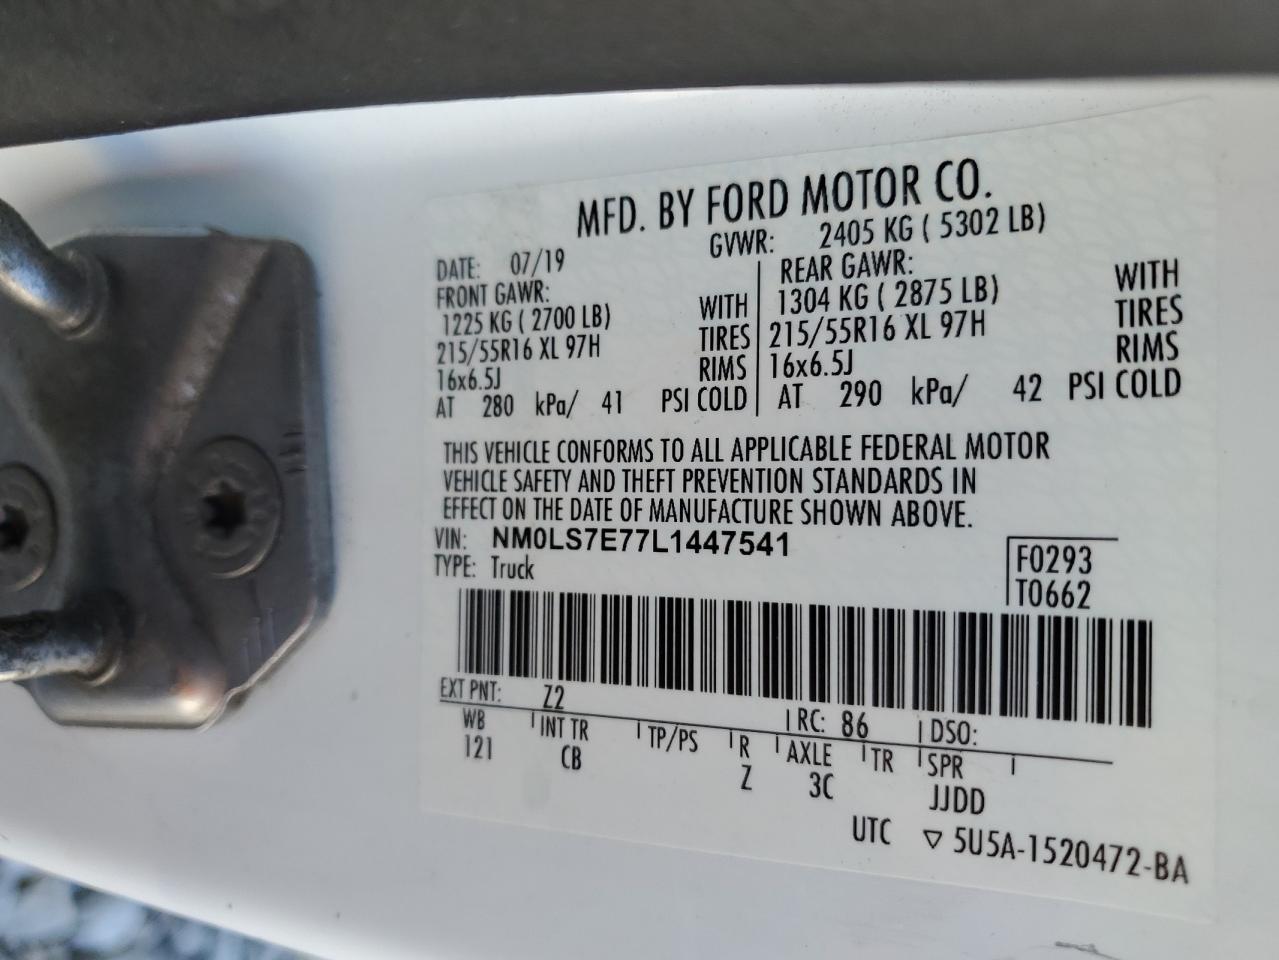 MFD. BY FORD MOTOR CO.
DATE: 07/19 GVWR: 2405 KG ( 5302 LB)
FRONT GAWR:
1225 KG ( 2700 LB) WITH
215/55R16 XL 97H TIRES
16x6.5J RIMS
AT 280 kPa/ 41 PSI COLD
REAR GAWR: WITH
1304 KG ( 2875 LB) TIRES
215/55R16 XL 97H RIMS
16x6.5J
AT 290 kPa/ 42 PSI COLD
THIS VEHICLE CONFORMS TO ALL APPLICABLE FEDERAL MOTOR
VEHICLE SAFETY AND THEFT PREVENTION STANDARDS IN
EFFECT ON THE DATE OF MANUFACTURE SHOWN ABOVE.
VIN: NM0LS7E77L1447541
TYPE: Truck
F0293
T0662
EXT PNT: Z2 RC: 86 DSO:
WB INT TR TP/PS R AXLE TR SPR
121 CB Z 3C JJDD
UTC ▽ 5U5A-1520472-BA